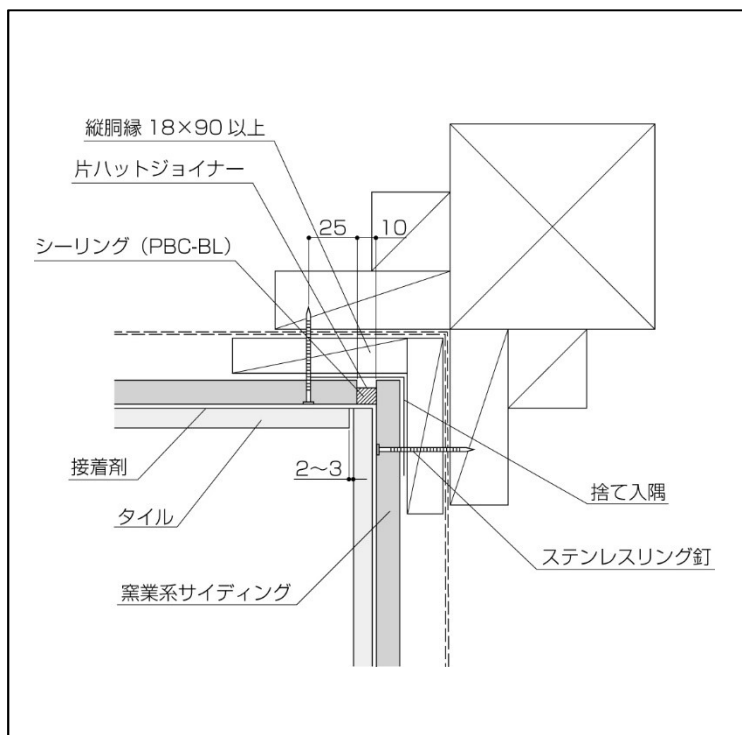 縦胴縁 18×90 以上
片ハットジョイナー
25
10
シーリング（PBC-BL）
接着剤
2〜3
捨て入隅
タイル
ステンレスリング釘
窯業系サイディング